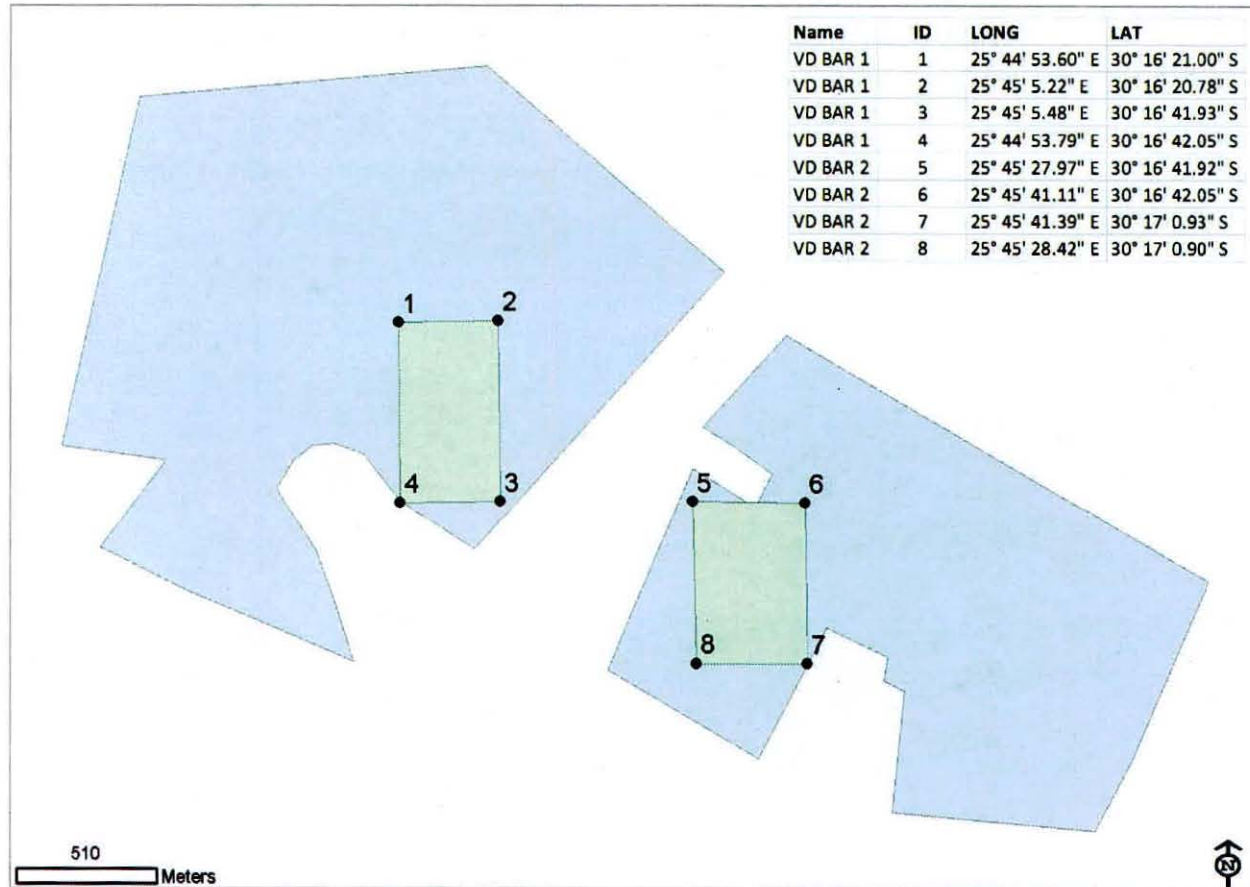 Name ID LONG LAT
VD BAR 1 1 25° 44' 53.60" E 30° 16' 21.00" S
VD BAR 1 2 25° 45' 5.22" E 30° 16' 20.78" S
VD BAR 1 3 25° 45' 5.48" E 30° 16' 41.93" S
VD BAR 1 4 25° 44' 53.79" E 30° 16' 42.05" S
VD BAR 2 5 25° 45' 27.97" E 30° 16' 41.92" S
VD BAR 2 6 25° 45' 41.11" E 30° 16' 42.05" S
VD BAR 2 7 25° 45' 41.39" E 30° 17' 0.93" S
VD BAR 2 8 25° 45' 28.42" E 30° 17' 0.90" S
1 2
4 3
5 6
8 7
510
Meters
N